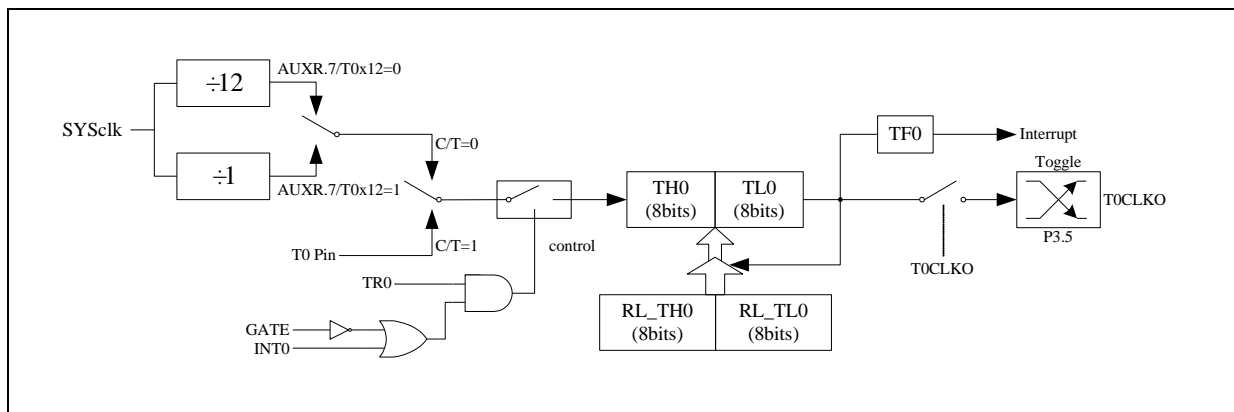 ÷12
AUXR.7/T0x12=0
SYSclk
÷1
AUXR.7/T0x12=1
C/T=0
C/T=1
T0 Pin
control
TR0
GATE
INT0
TH0
(8bits)
TL0
(8bits)
RL_TH0
(8bits)
RL_TL0
(8bits)
TF0
Interrupt
Toggle
T0CLKO
P3.5
T0CLKO